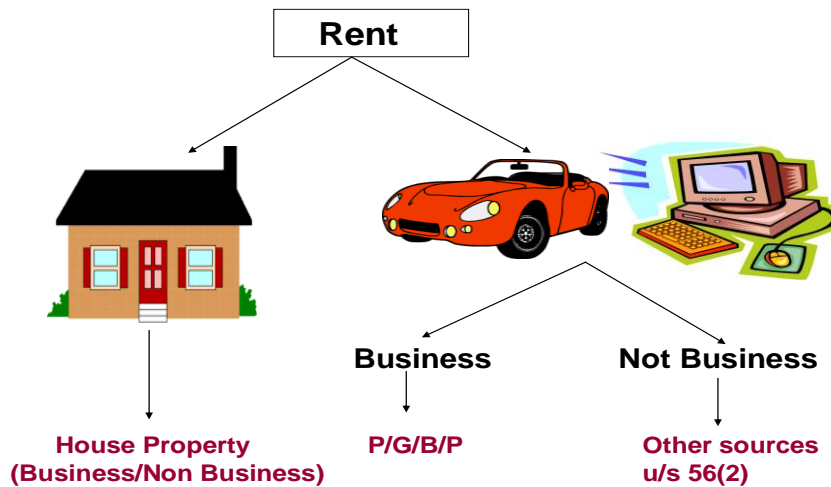 Rent
Business
Not Business
House Property
(Business/Non Business)
P/G/B/P
Other sources
u/s 56(2)